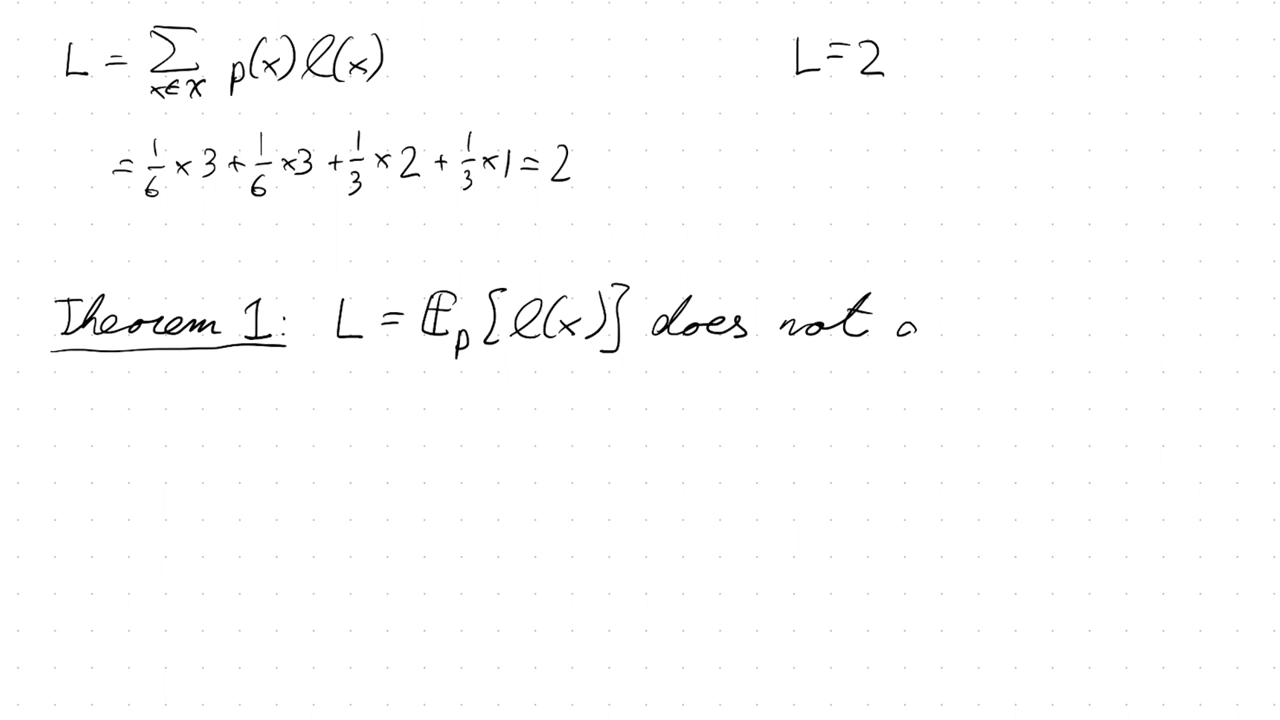 L = ∑_{x∈X} p(x) ℓ(x)
L=2
= 1/6 × 3 + 1/6 × 3 + 1/3 × 2 + 1/3 × 1 = 2
Theorem 1: L = 𝔼_p [ℓ(x)] does not